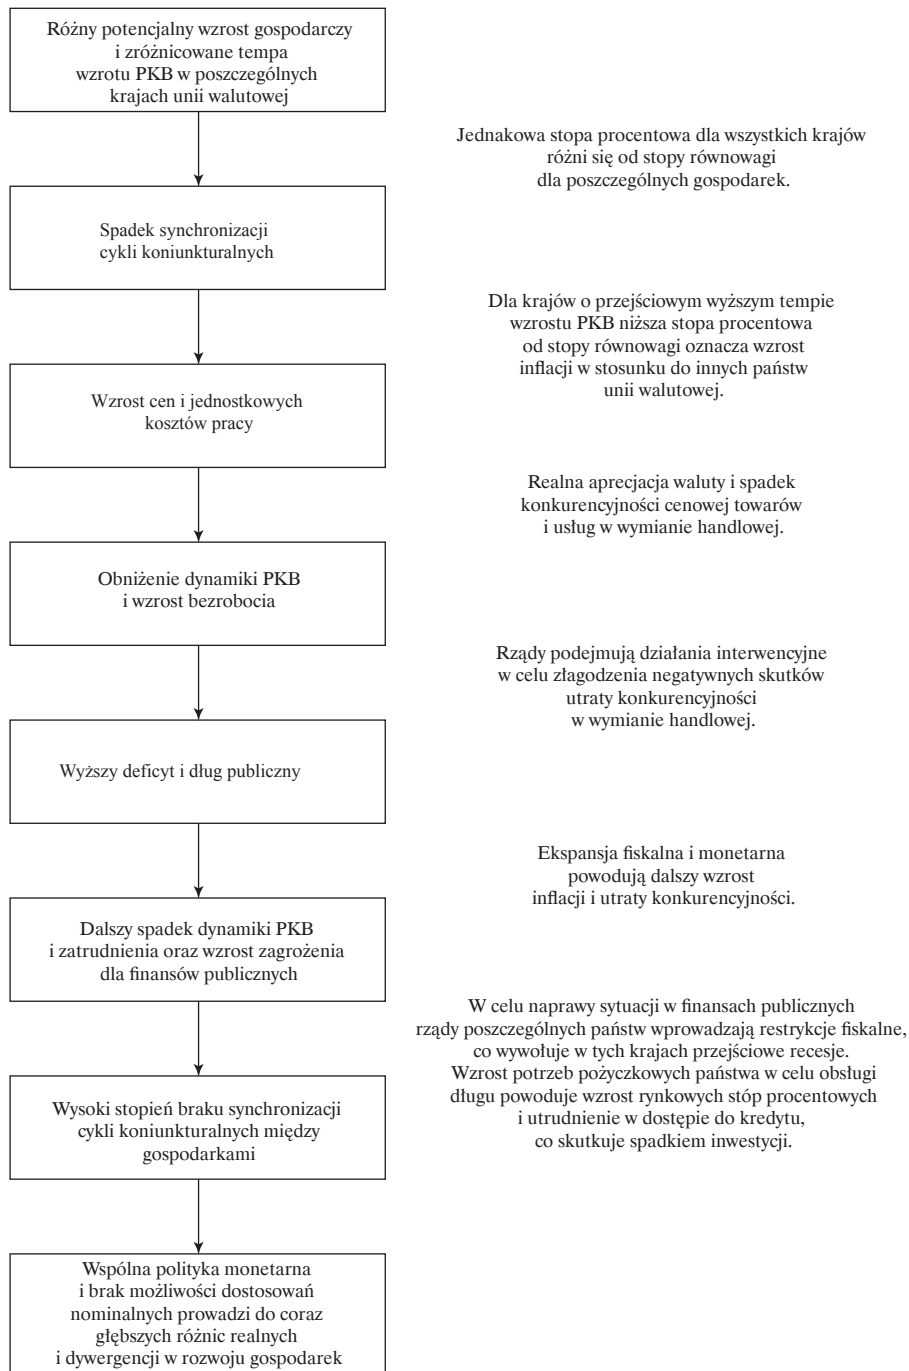 Różny potencjalny wzrost gospodarczy
i zróżnicowane tempa
wzrotu PKB w poszczególnych
krajach unii walutowej
Jednakowa stopa procentowa dla wszystkich krajów
różni się od stopy równowagi
dla poszczególnych gospodarek.
Spadek synchronizacji
cykli koniunkturalnych
Dla krajów o przejściowym wyższym tempie
wzrostu PKB niższa stopa procentowa
od stopy równowagi oznacza wzrost
inflacji w stosunku do innych państw
unii walutowej.
Wzrost cen i jednostkowych
kosztów pracy
Realna aprecjacja waluty i spadek
konkurencyjności cenowej towarów
i usług w wymianie handlowej.
Obniżenie dynamiki PKB
i wzrost bezrobocia
Rządy podejmują działania interwencyjne
w celu złagodzenia negatywnych skutków
utraty konkurencyjności
w wymianie handlowej.
Wyższy deficyt i dług publiczny
Ekspansja fiskalna i monetarna
powodują dalszy wzrost
inflacji i utraty konkurencyjności.
Dalszy spadek dynamiki PKB
i zatrudnienia oraz wzrost zagrożenia
dla finansów publicznych
W celu naprawy sytuacji w finansach publicznych
rządy poszczególnych państw wprowadzają restrykcje fiskalne,
co wywołuje w tych krajach przejściowe recesje.
Wzrost potrzeb pożyczkowych państwa w celu obsługi
długu powoduje wzrost rynkowych stóp procentowych
i utrudnienie w dostępie do kredytu,
co skutkuje spadkiem inwestycji.
Wysoki stopień braku synchronizacji
cykli koniunkturalnych między
gospodarkami
Wspólna polityka monetarna
i brak możliwości dostosowań
nominalnych prowadzi do coraz
głębszych różnic realnych
i dywergencji w rozwoju gospodarek